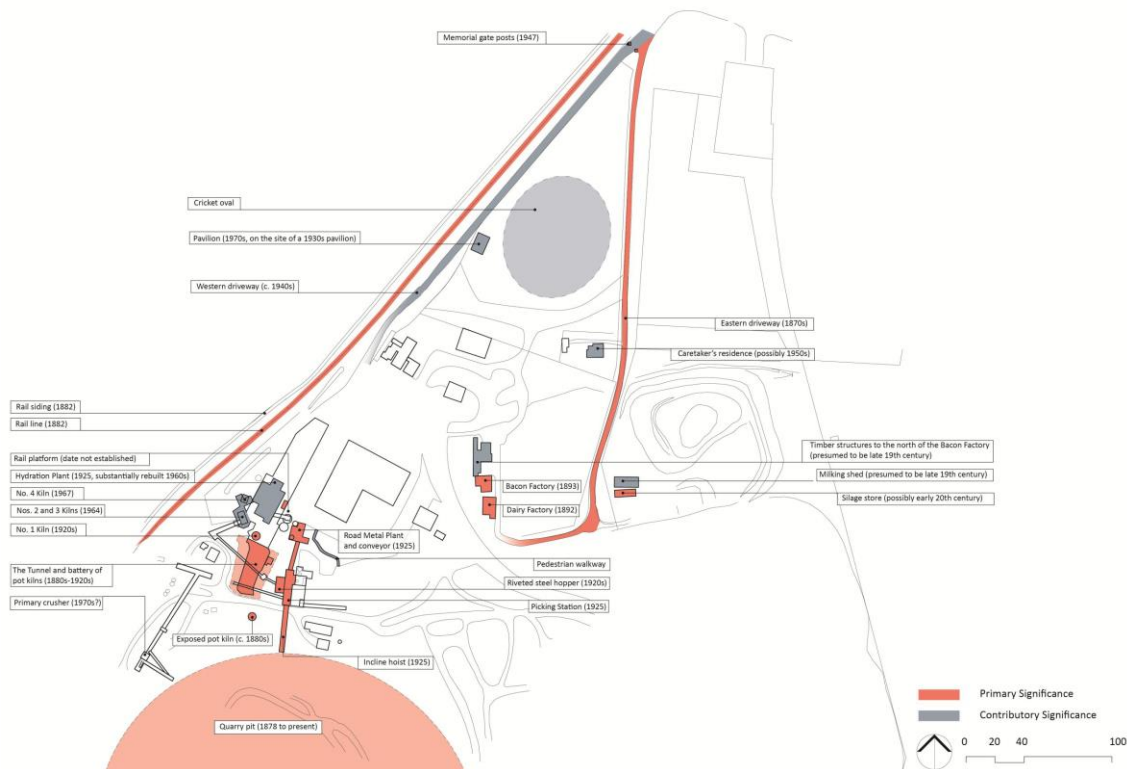 Memorial gate posts (1947)
Cricket oval
Pavilion (1970s, on the site of a 1930s pavilion)
Western driveway (c. 1940s)
Eastern driveway (1870s)
Caretaker's residence (possibly 1950s)
Rail siding (1882)
Rail line (1882)
Rail platform (date not established)
Hydration Plant (1925, substantially rebuilt 1960s)
No. 4 Kiln (1967)
Nos. 2 and 3 Kilns (1964)
No. 1 Kiln (1920s)
The Tunnel and battery of
pot kilns (1880s-1920s)
Primary crusher (1970s?)
Exposed pot kiln (c. 1880s)
Timber structures to the north of the Bacon Factory
(presumed to be late 19th century)
Milking shed (presumed to be late 19th century)
Silage store (possibly early 20th century)
Bacon Factory (1893)
Dairy Factory (1892)
Road Metal Plant
and conveyor (1925)
Pedestrian walkway
Riveted steel hopper (1920s)
Picking Station (1925)
Incline hoist (1925)
Quarry pit (1878 to present)
Primary Significance
Contributory Significance
0 20 40 100